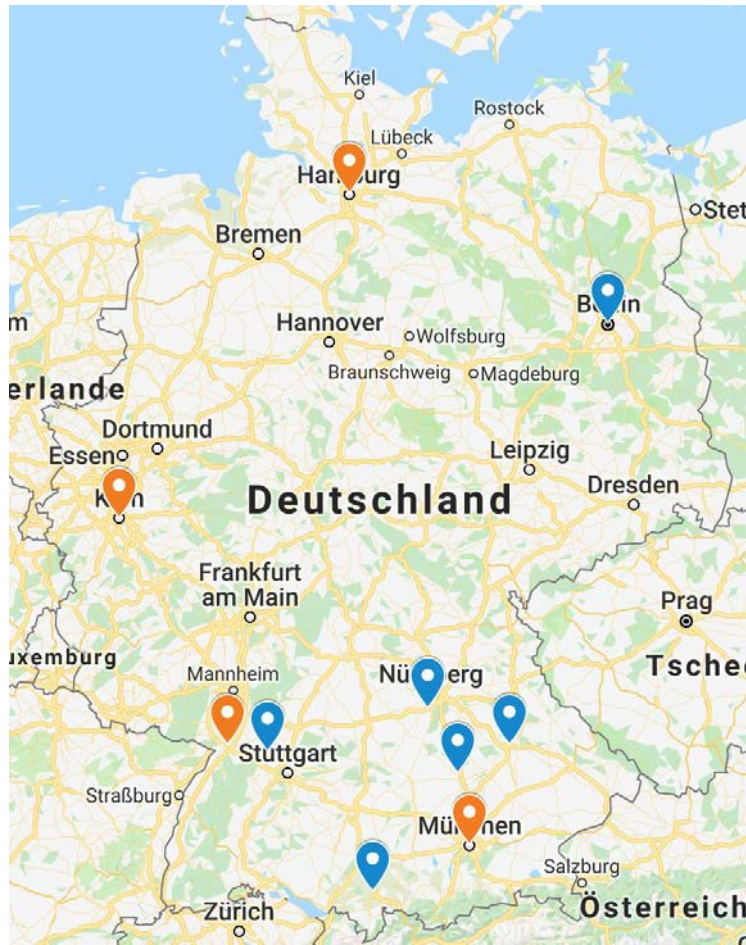 Kiel
Rostock
Lübeck
Stet
Bremen
Hannover
Wolfsburg
Braunschweig
Magdeburg
m
erlande
Dortmund
Essen
Leipzig
Deutschland
Dresden
Frankfurt
am Main
Prag
uxemburg
Tsche
Mannheim
Stuttgart
Straßburg
Salzburg
Österreich
Zürich